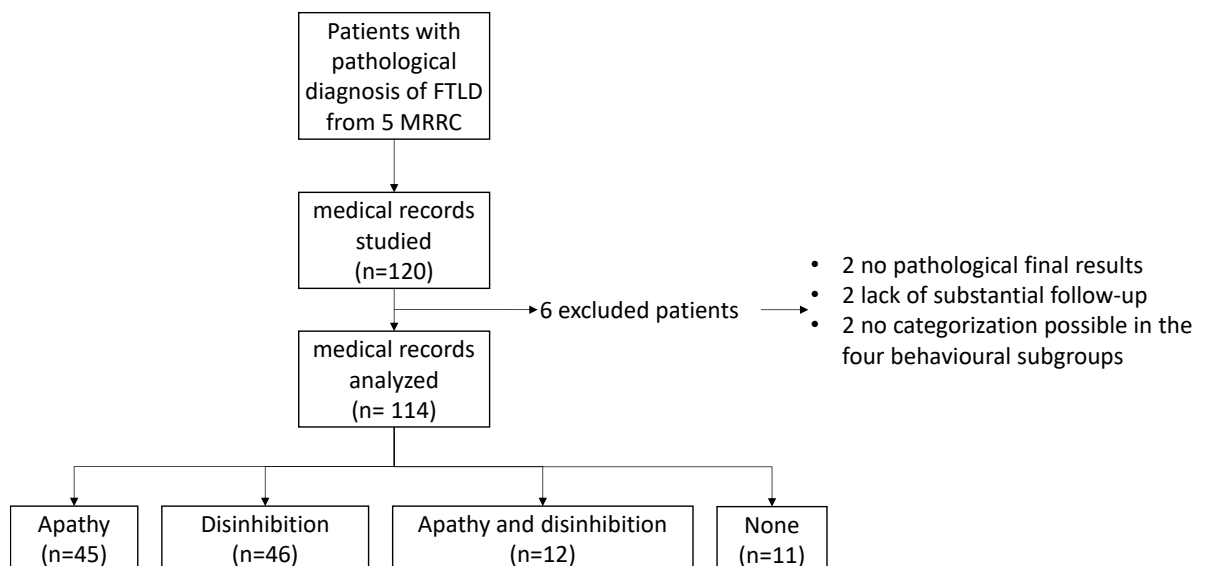 Patients with
pathological
diagnosis of FTLD
from 5 MRRC
medical records
studied
(n=120)
6 excluded patients
• 2 no pathological final results
• 2 lack of substantial follow-up
• 2 no categorization possible in the
four behavioural subgroups
medical records
analyzed
(n= 114)
Apathy
(n=45)
Disinhibition
(n=46)
Apathy and disinhibition
(n=12)
None
(n=11)